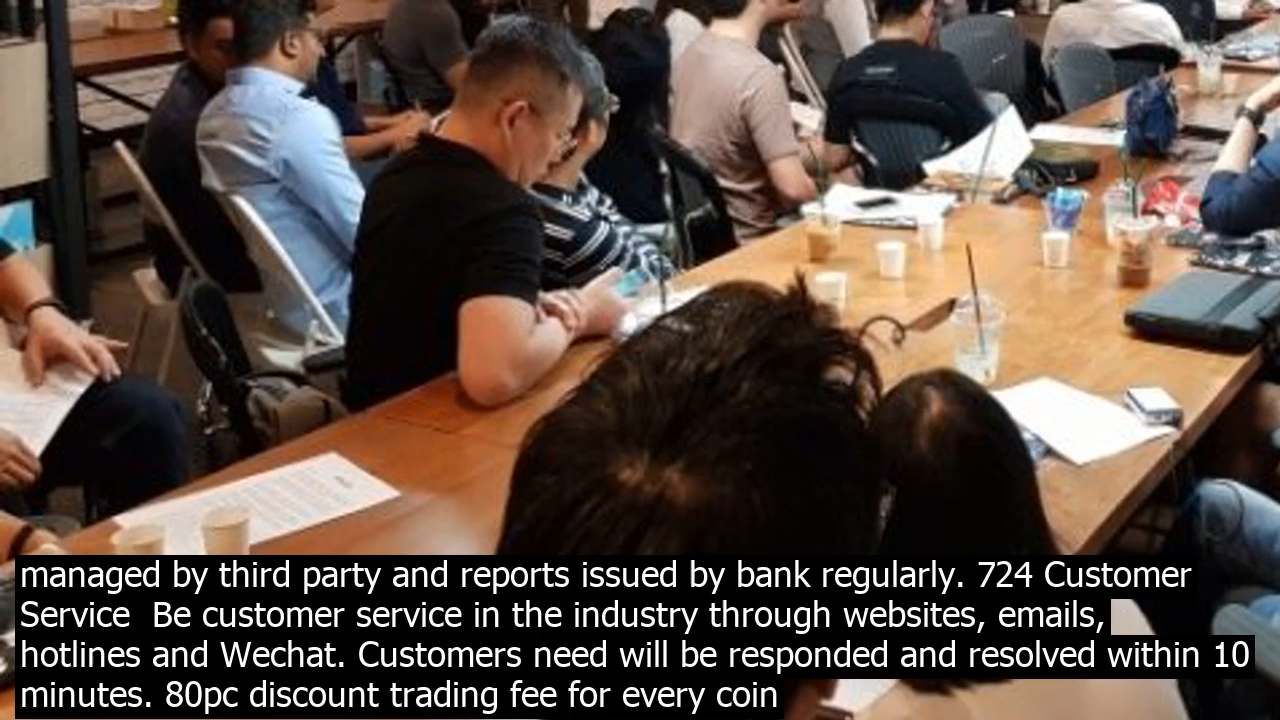 managed by third party and reports issued by bank regularly. 724 Customer
Service  Be customer service in the industry through websites, emails,
hotlines and Wechat. Customers need will be responded and resolved within 10
minutes. 80pc discount trading fee for every coin